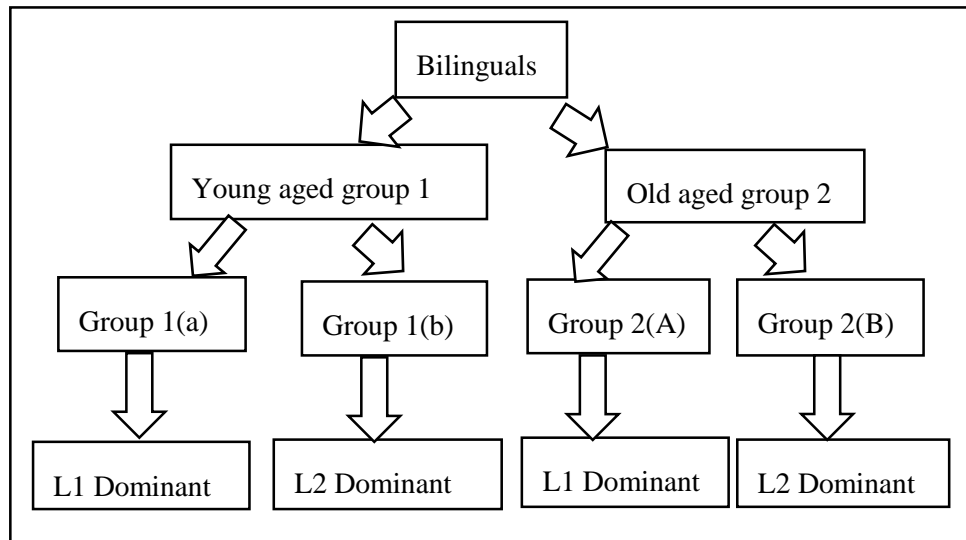 Bilinguals
Young aged group 1
Old aged group 2
Group 1(a)
Group 1(b)
Group 2(A)
Group 2(B)
L1 Dominant
L2 Dominant
L1 Dominant
L2 Dominant